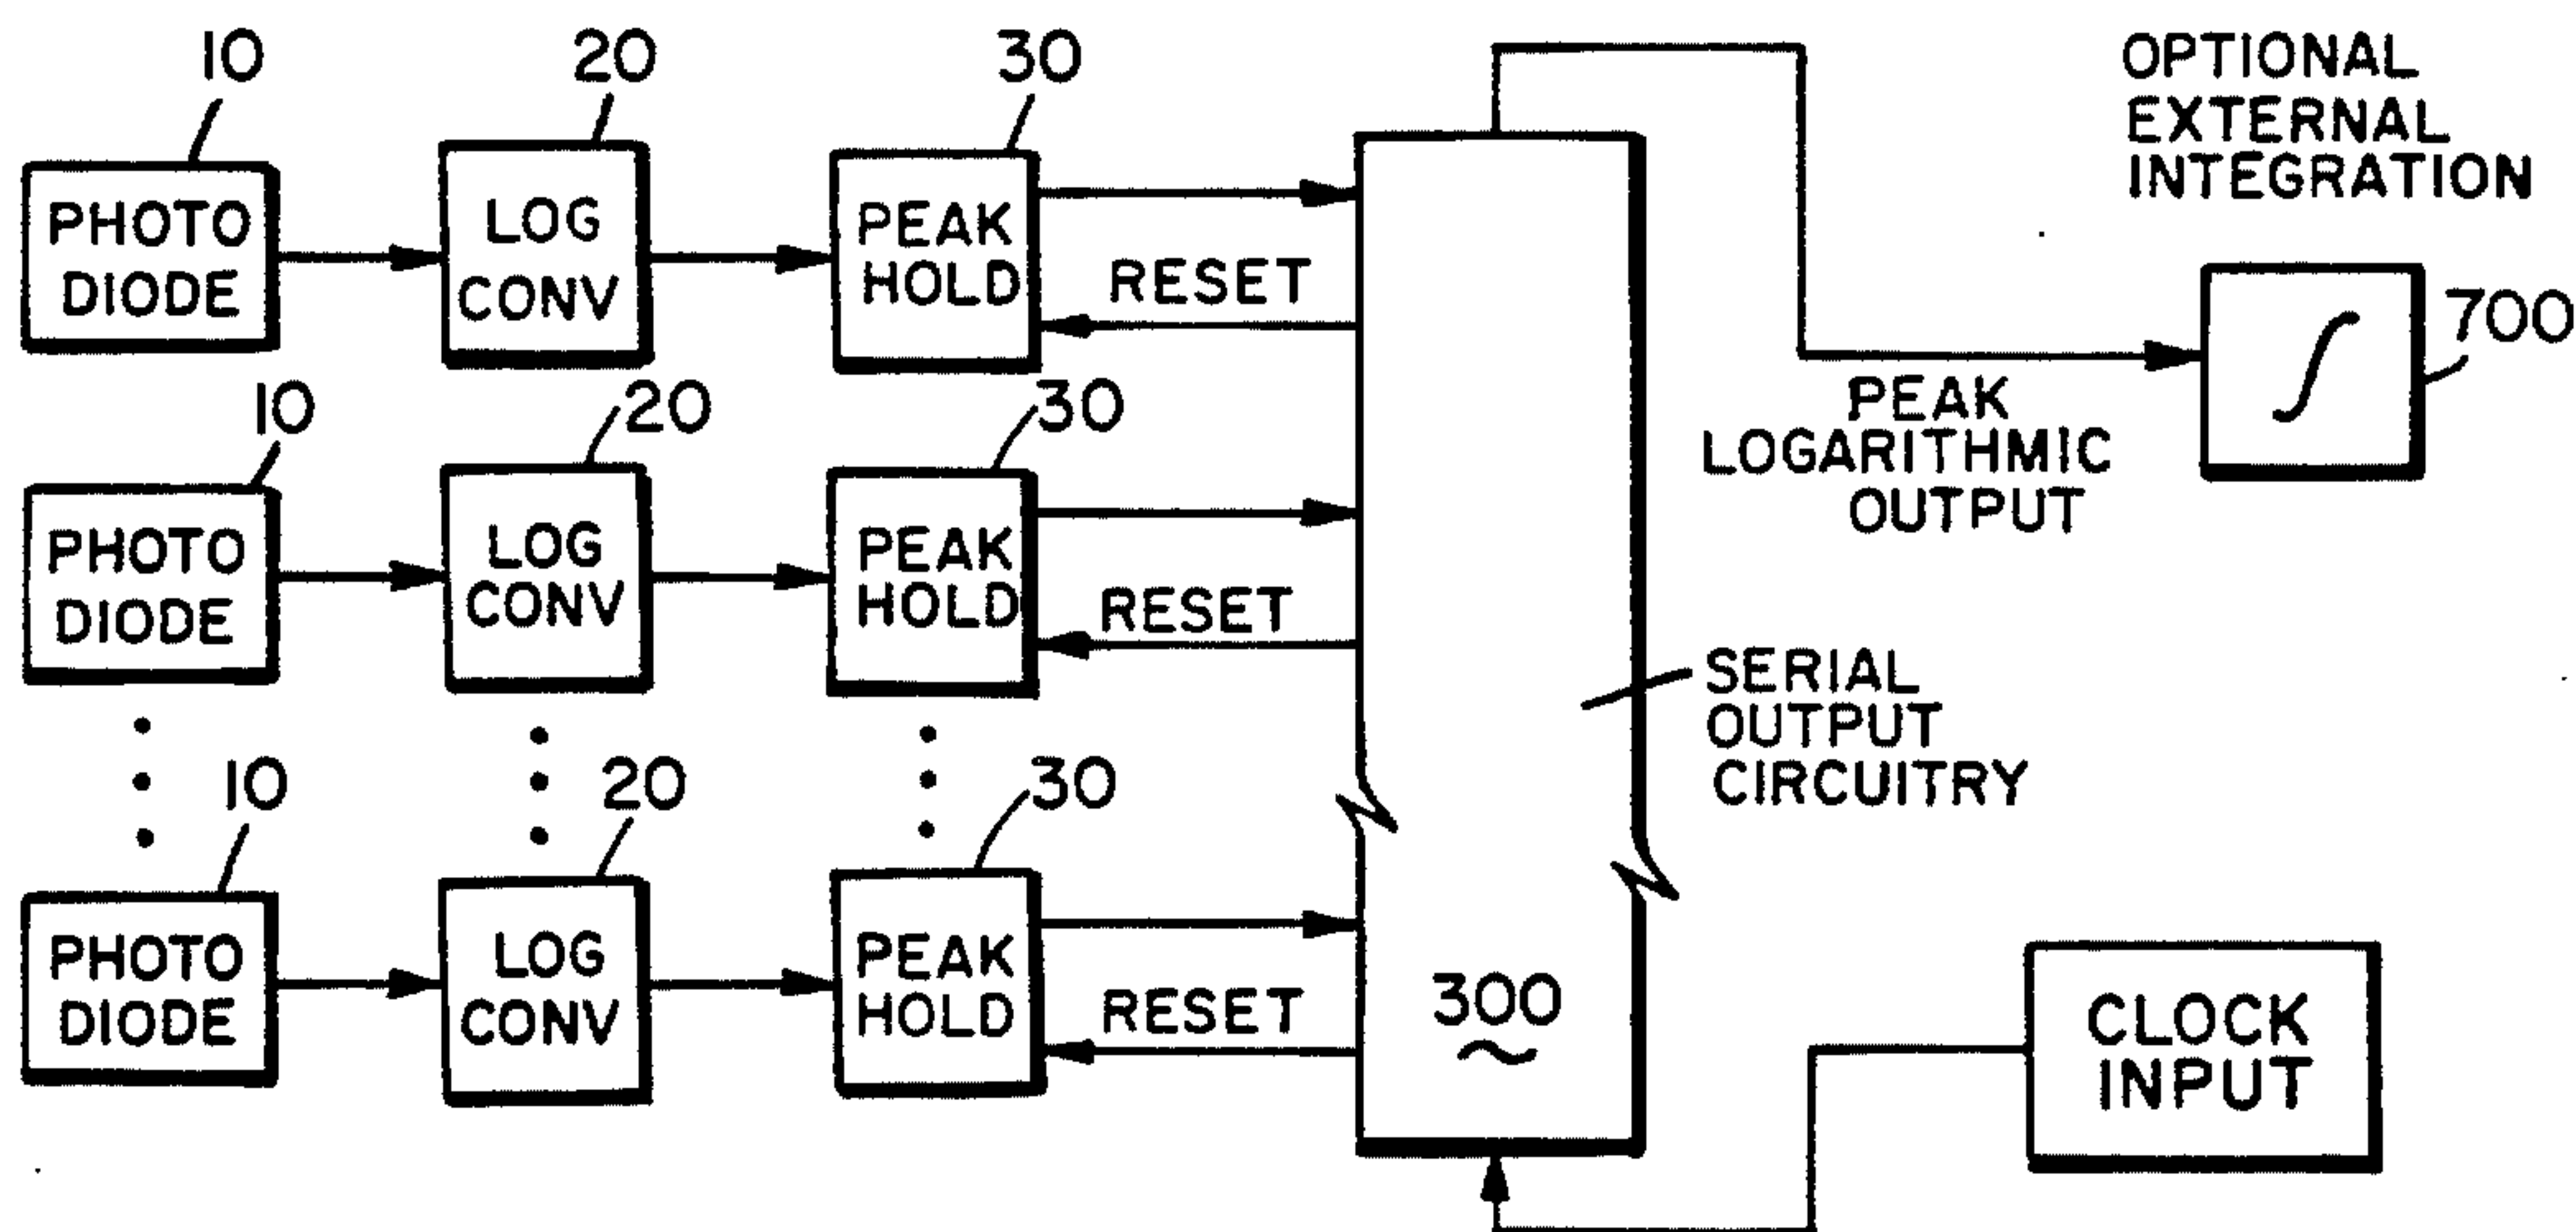 10
20
30
OPTIONAL
EXTERNAL
INTEGRATION
PHOTO
DIODE
LOG
CONV
PEAK
HOLD
RESET
700
PEAK
LOGARITHMIC
OUTPUT
10
20
30
PHOTO
DIODE
LOG
CONV
PEAK
HOLD
RESET
SERIAL
OUTPUT
CIRCUITRY
10
20
30
PHOTO
DIODE
LOG
CONV
PEAK
HOLD
RESET
300
CLOCK
INPUT